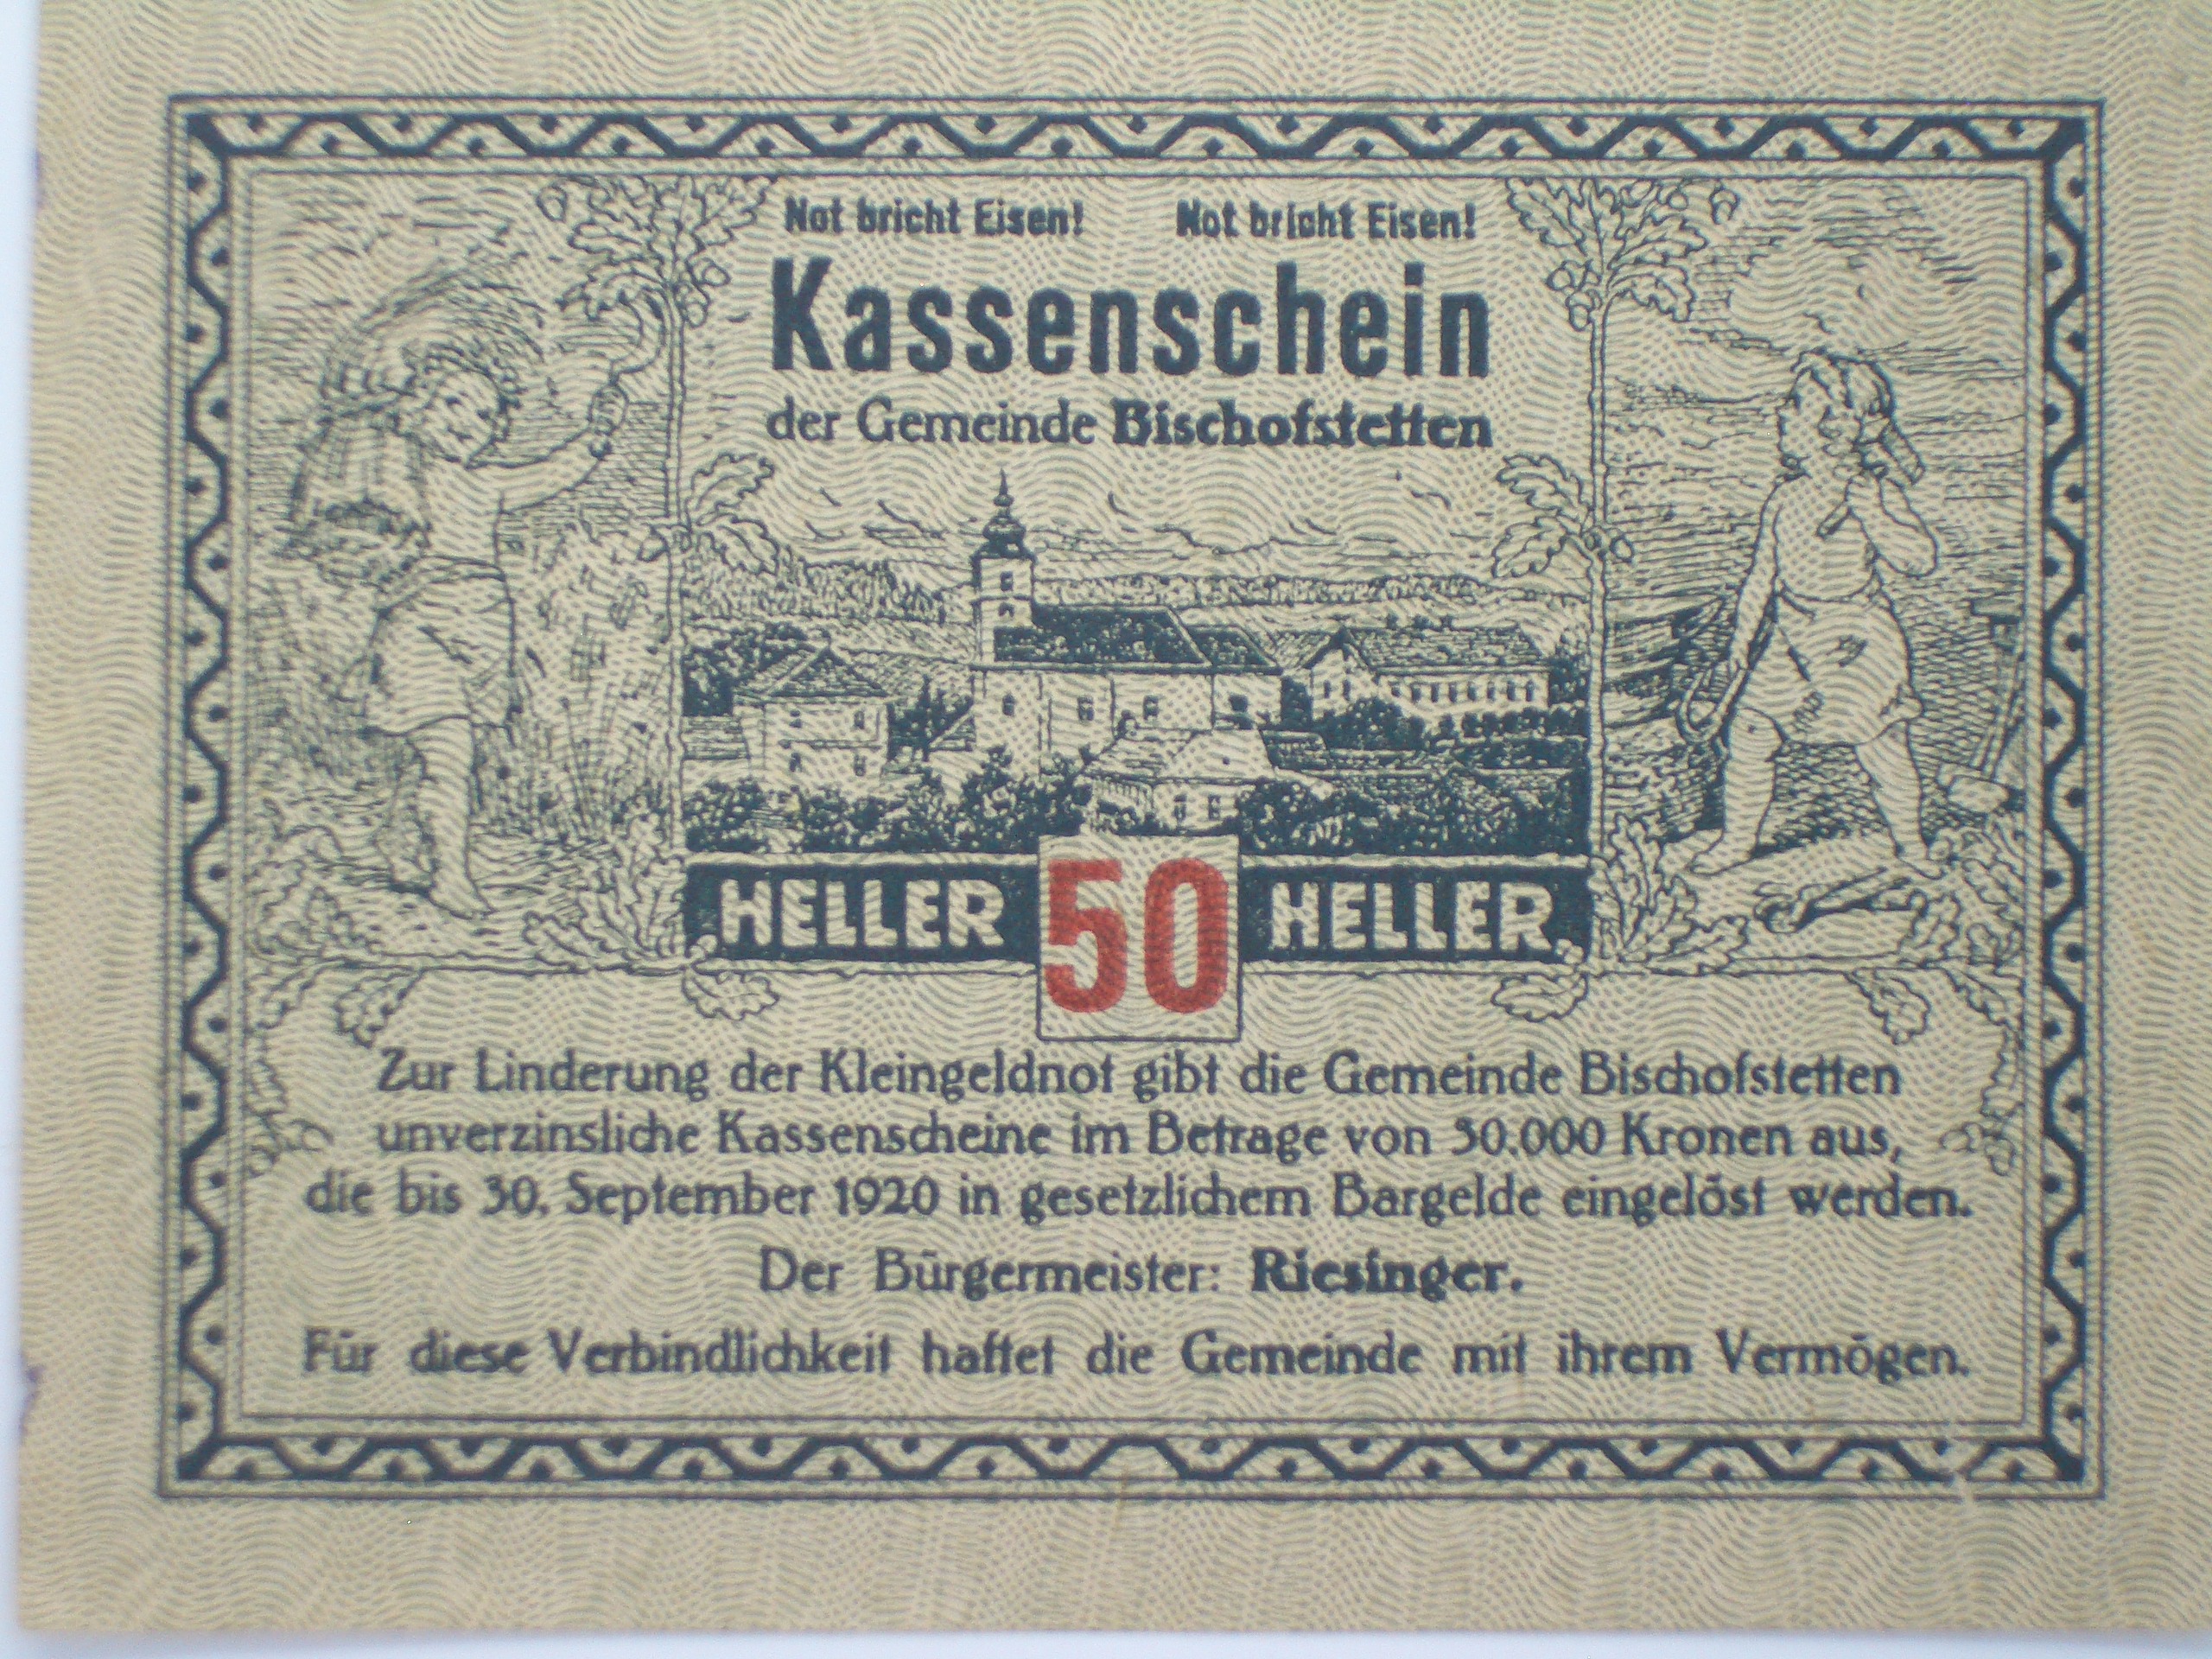 Not bricht Eisen! Not bricht Eisen!
Kassenschein
der Gemeinde Bischofstetten
HELLER 50 HELLER
Zur Linderung der Kleingeldnot gibt die Gemeinde Bischofstetten
unverzinsliche Kassenscheine im Betrage von 30.000 Kronen aus,
die bis 30. September 1920 in gesetzlichem Bargelde eingelöst werden.
Der Bürgermeister: Riesinger.
Für diese Verbindlichkeit haftet die Gemeinde mit ihrem Vermögen.